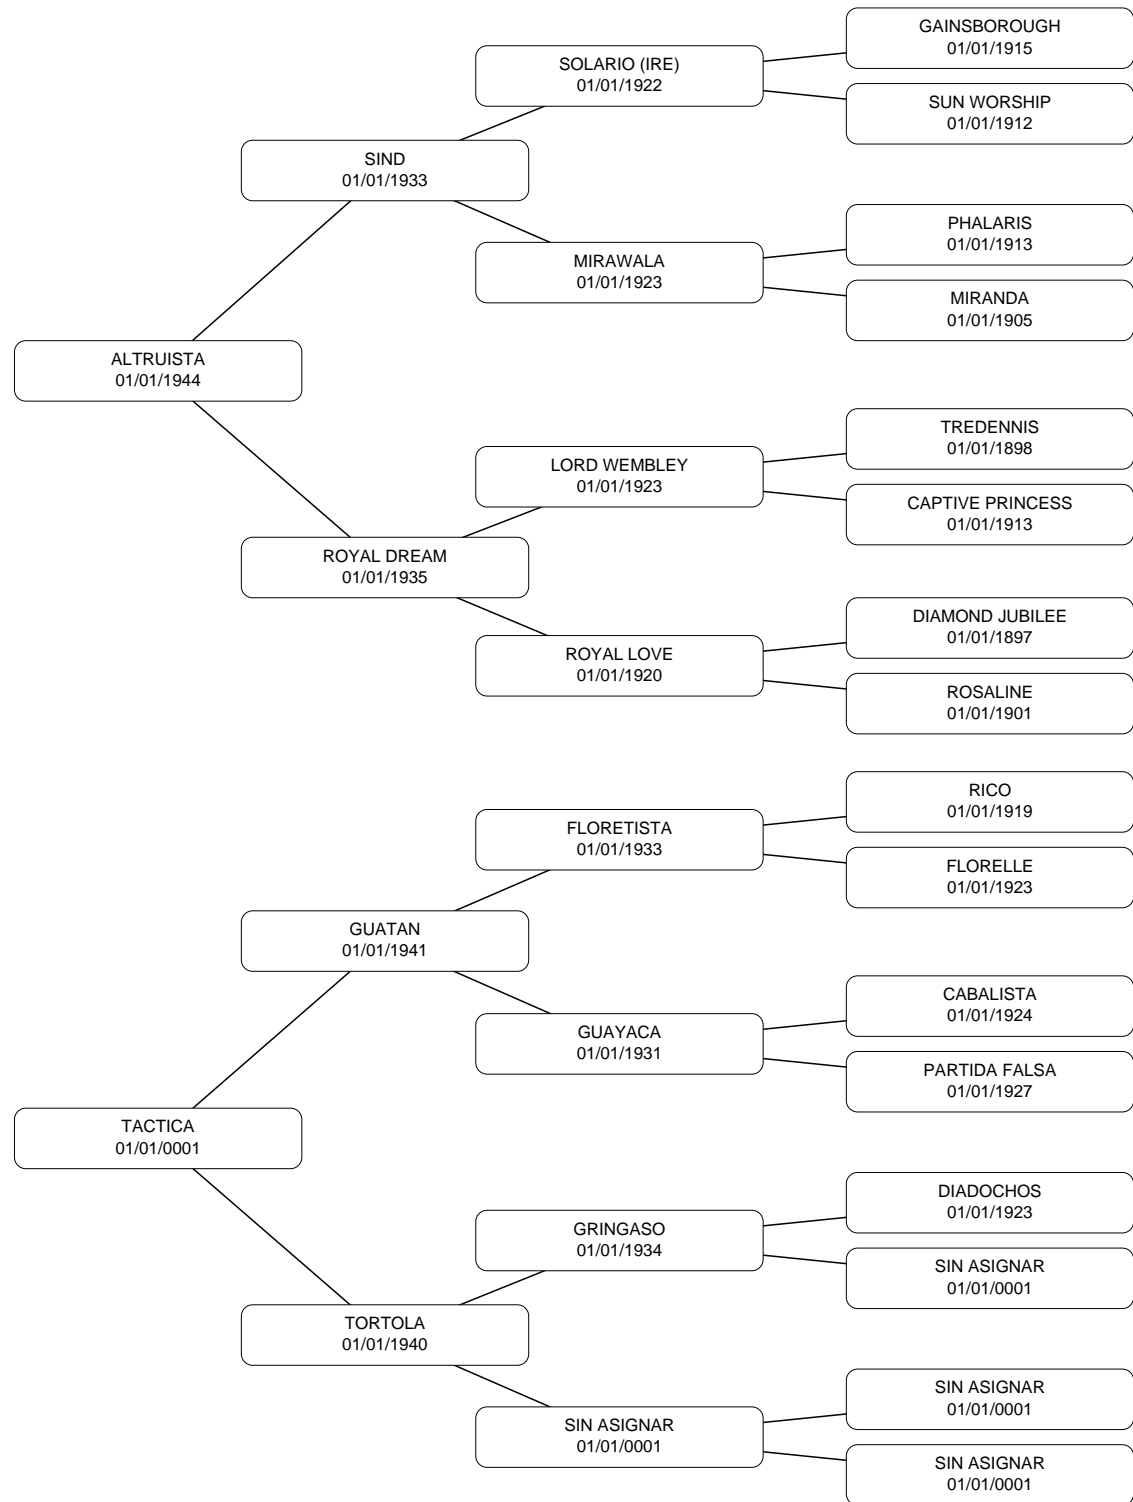 GAINSBOROUGH
01/01/1915
SOLARIO (IRE)
01/01/1922
SUN WORSHIP
01/01/1912
SIND
01/01/1933
PHALARIS
01/01/1913
MIRAWALA
01/01/1923
MIRANDA
01/01/1905
ALTRUISTA
01/01/1944
TREDENNIS
01/01/1898
LORD WEMBLEY
01/01/1923
CAPTIVE PRINCESS
01/01/1913
ROYAL DREAM
01/01/1935
DIAMOND JUBILEE
01/01/1897
ROYAL LOVE
01/01/1920
ROSALINE
01/01/1901
RICO
01/01/1919
FLORETISTA
01/01/1933
FLORELLE
01/01/1923
GUATAN
01/01/1941
CABALISTA
01/01/1924
GUAYACA
01/01/1931
PARTIDA FALSA
01/01/1927
TACTICA
01/01/0001
DIADOCHOS
01/01/1923
GRINGASO
01/01/1934
SIN ASIGNAR
01/01/0001
TORTOLA
01/01/1940
SIN ASIGNAR
01/01/0001
SIN ASIGNAR
01/01/0001
SIN ASIGNAR
01/01/0001